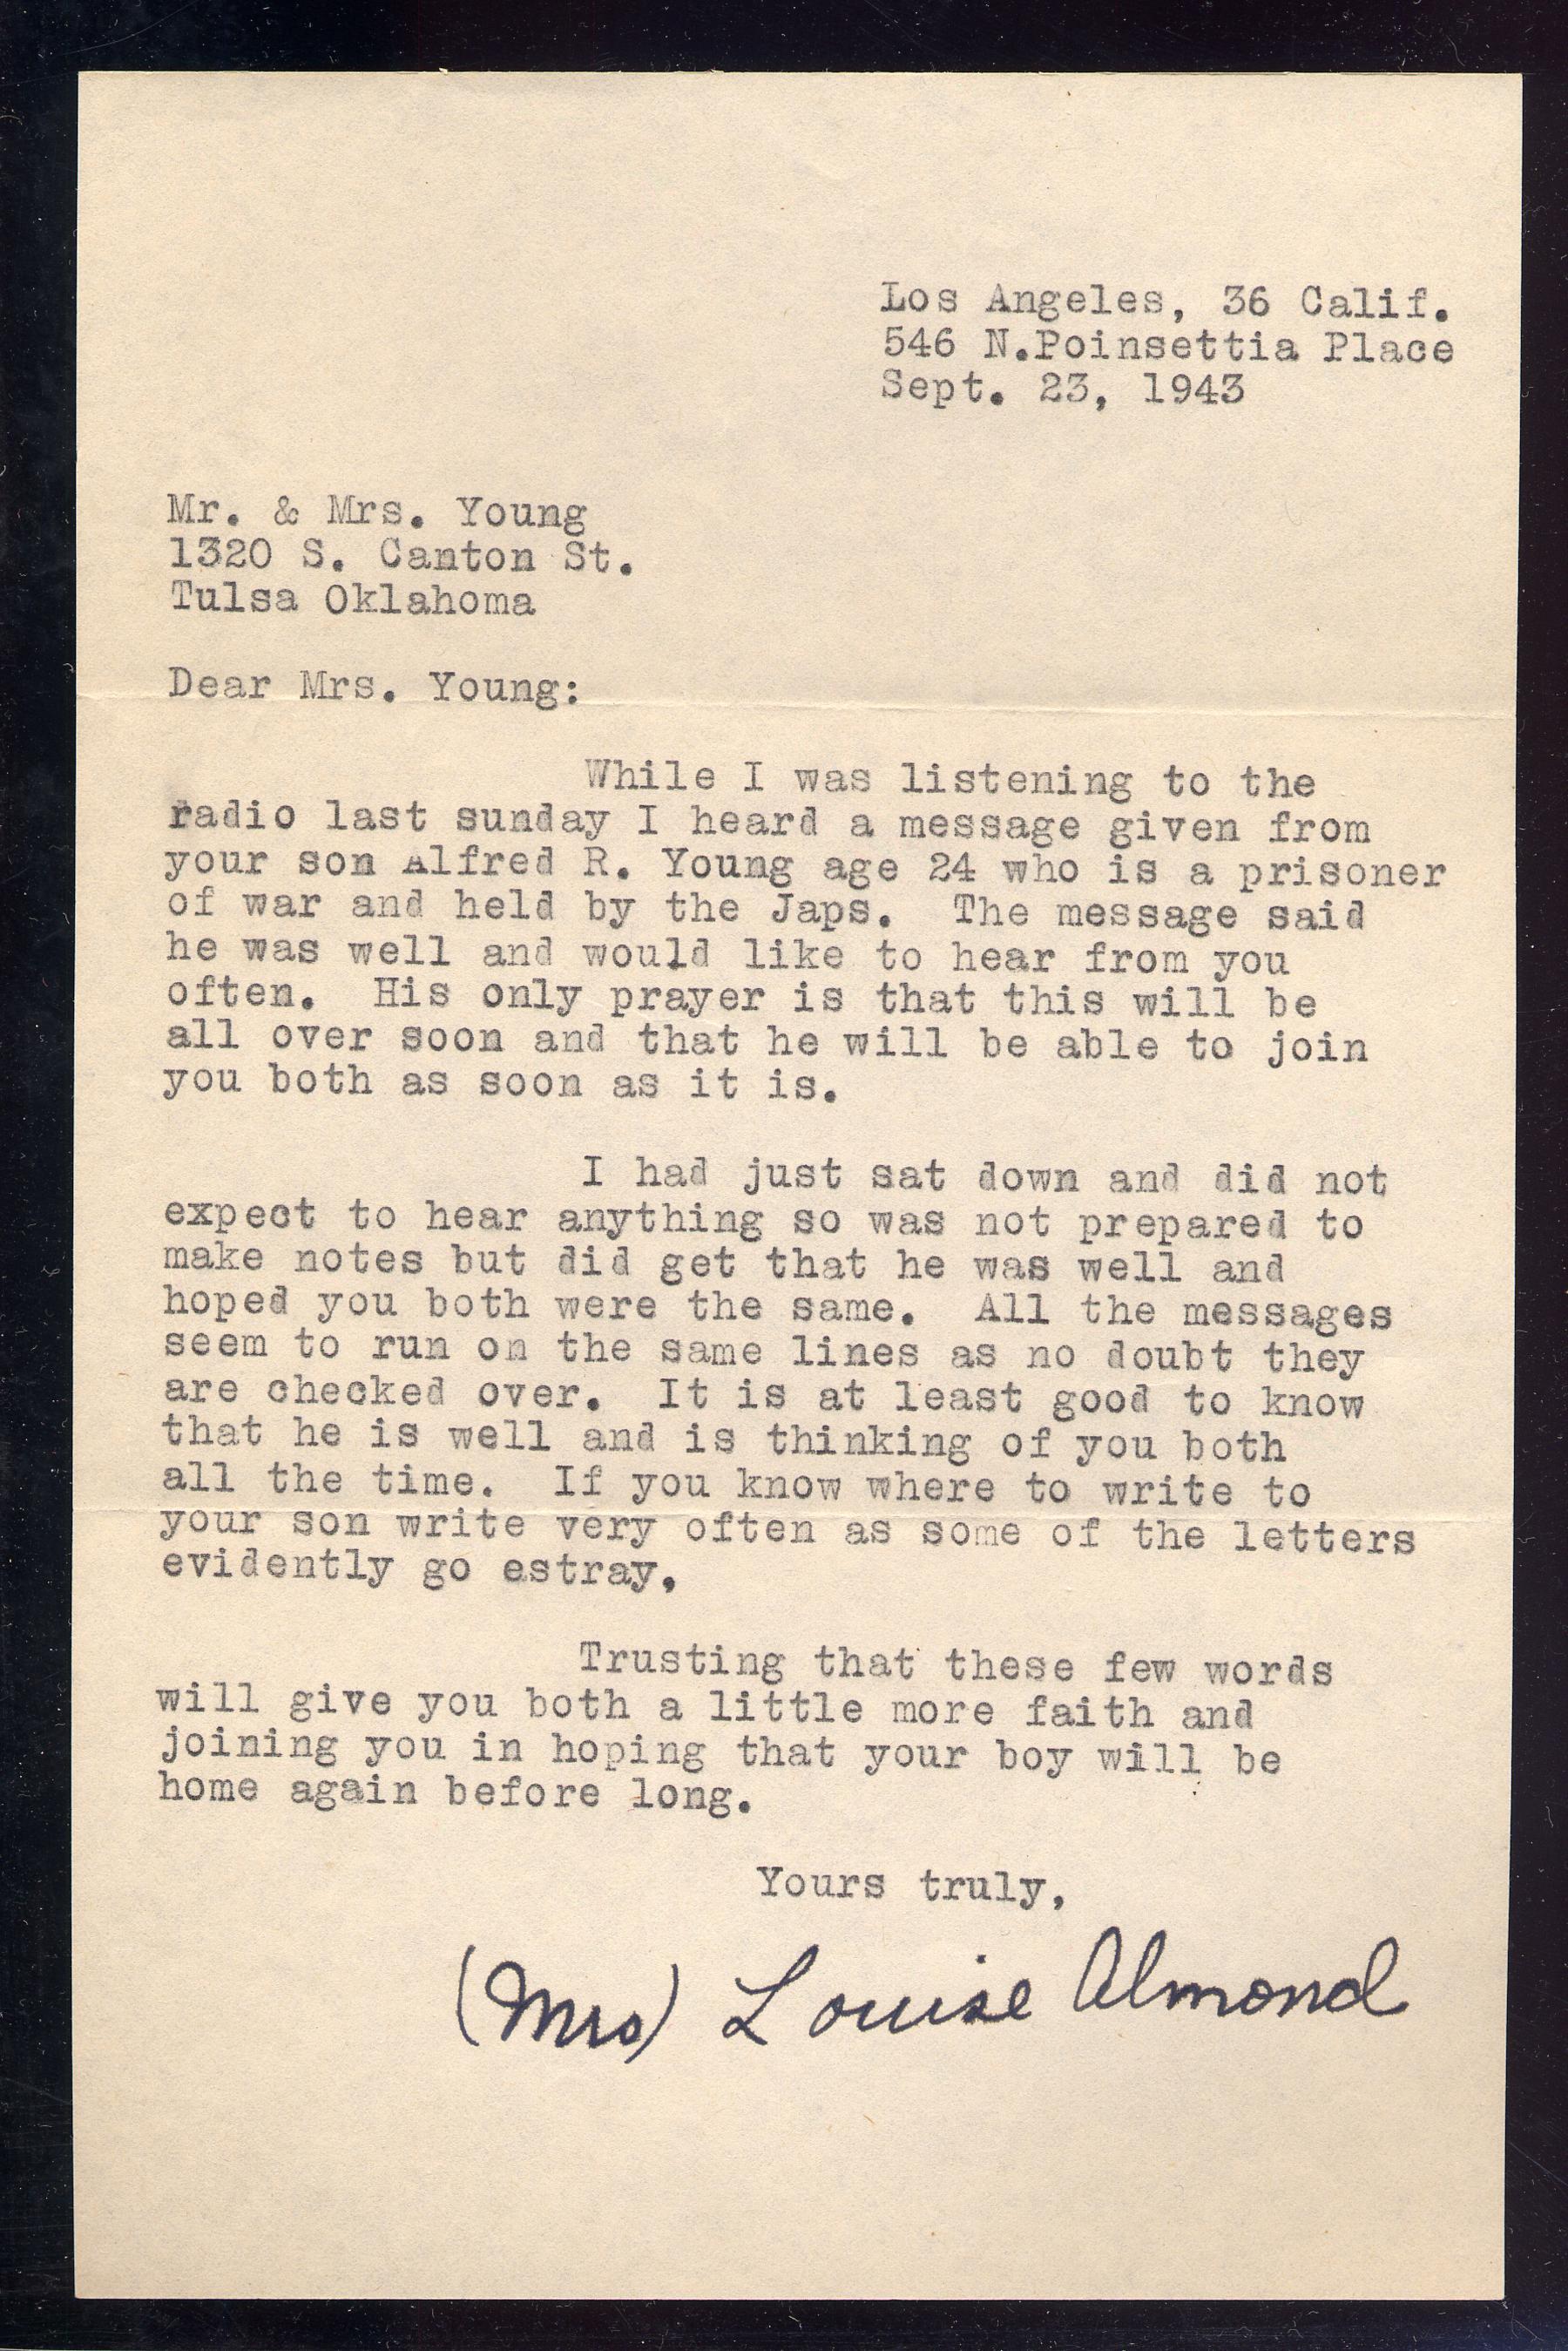 Los Angeles, 36 Calif.
546 N.Poinsettia Place
Sept. 23, 1943
Mr. & Mrs. Young
1320 S. Canton St.
Tulsa Oklahoma
Dear Mrs. Young:
While I was listening to the
radio last sunday I heard a message given from
your son Alfred R. Young age 24 who is a prisoner
of war and held by the Japs.  The message said
he was well and would like to hear from you
often.  His only prayer is that this will be
all over soon and that he will be able to join
you both as soon as it is.
I had just sat down and did not
expect to hear anything so was not prepared to
make notes but did get that he was well and
hoped you both were the same.  All the messages
seem to run on the same lines as no doubt they
are checked over.  It is at least good to know
that he is well and is thinking of you both
all the time.  If you know where to write to
your son write very often as some of the letters
evidently go estray,
Trusting that these few words
will give you both a little more faith and
joining you in hoping that your boy will be
home again before long.
Yours truly,
(Mrs) Louise Almond